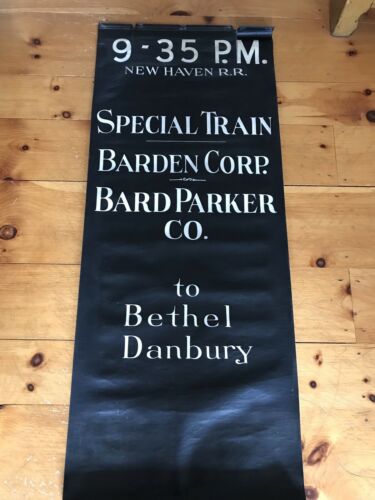 9-35 P.M.
NEW HAVEN R.R.
SPECIAL TRAIN
BARDEN CORP.
BARD PARKER
CO.
to
Bethel
Danbury